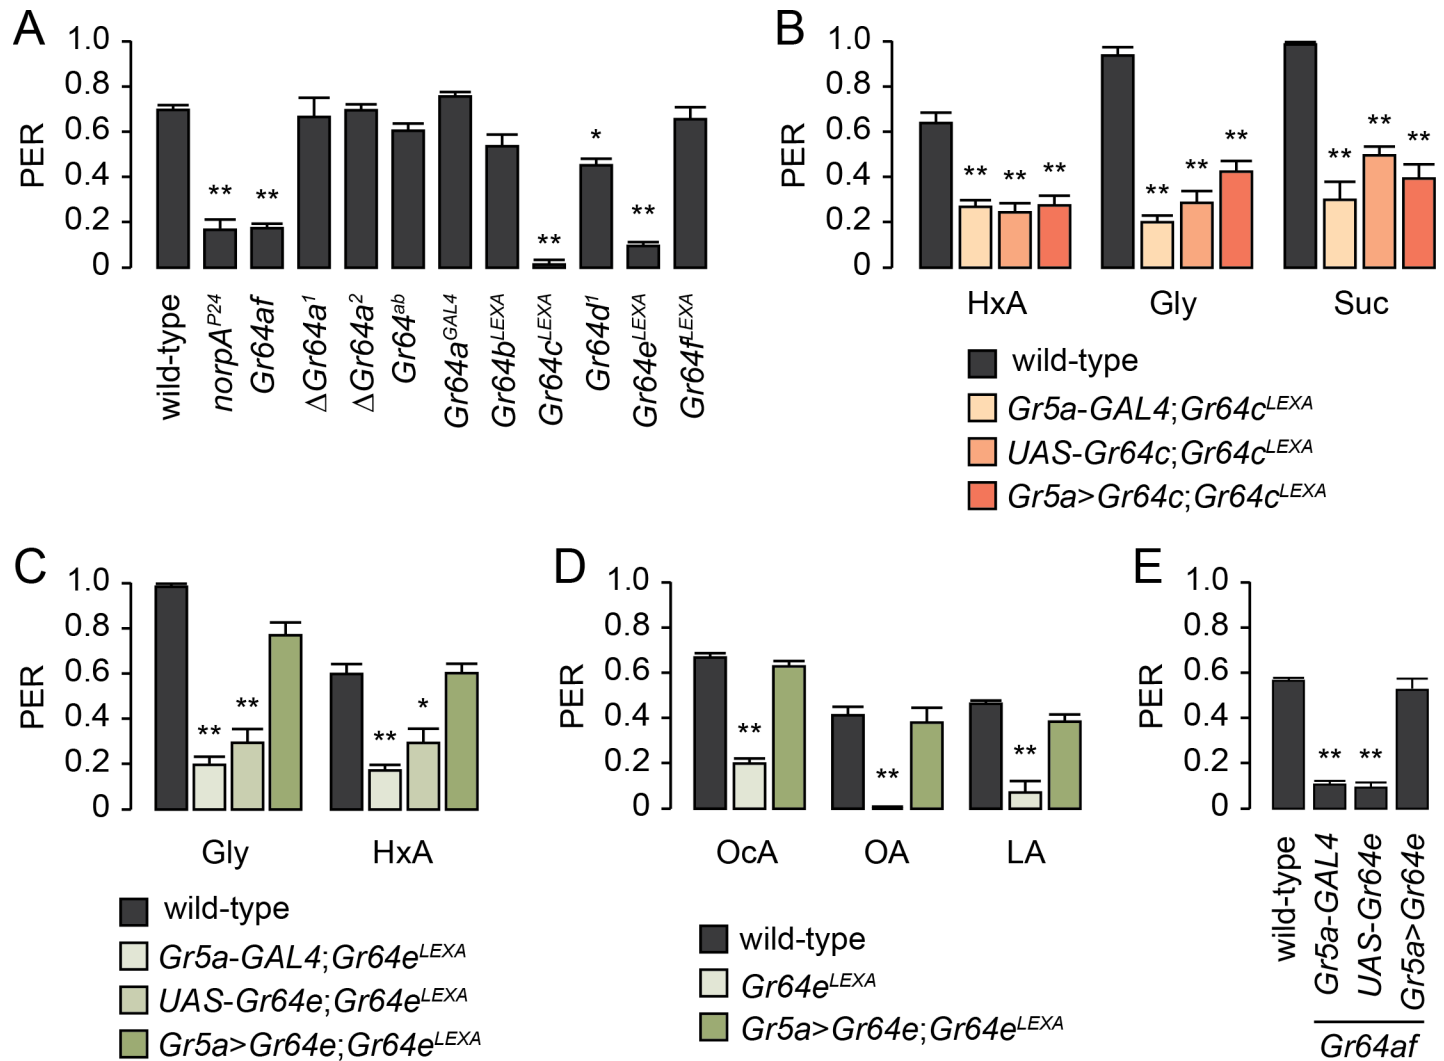 A
1.0
0.8
0.6
0.4
0.2
0
PER
** ** ** * **
wild-type
norpA^P24
Gr64af
ΔGr64a^1
ΔGr64a^2
Gr64^ab
Gr64a^GAL4
Gr64b^LEXA
Gr64c^LEXA
Gr64d^1
Gr64e^LEXA
Gr64f^LEXA
B
1.0
0.8
0.6
0.4
0.2
0
PER
** ** ** ** ** ** ** ** **
HxA Gly Suc
wild-type
Gr5a-GAL4;Gr64c^LEXA
UAS-Gr64c;Gr64c^LEXA
Gr5a>Gr64c;Gr64c^LEXA
C
1.0
0.8
0.6
0.4
0.2
0
PER
** ** ** *
Gly HxA
wild-type
Gr5a-GAL4;Gr64e^LEXA
UAS-Gr64e;Gr64e^LEXA
Gr5a>Gr64e;Gr64e^LEXA
D
1.0
0.8
0.6
0.4
0.2
0
PER
** ** **
OcA OA LA
wild-type
Gr64e^LEXA
Gr5a>Gr64e;Gr64e^LEXA
E
1.0
0.8
0.6
0.4
0.2
0
PER
** **
wild-type
Gr5a-GAL4
UAS-Gr64e
Gr5a>Gr64e
Gr64af